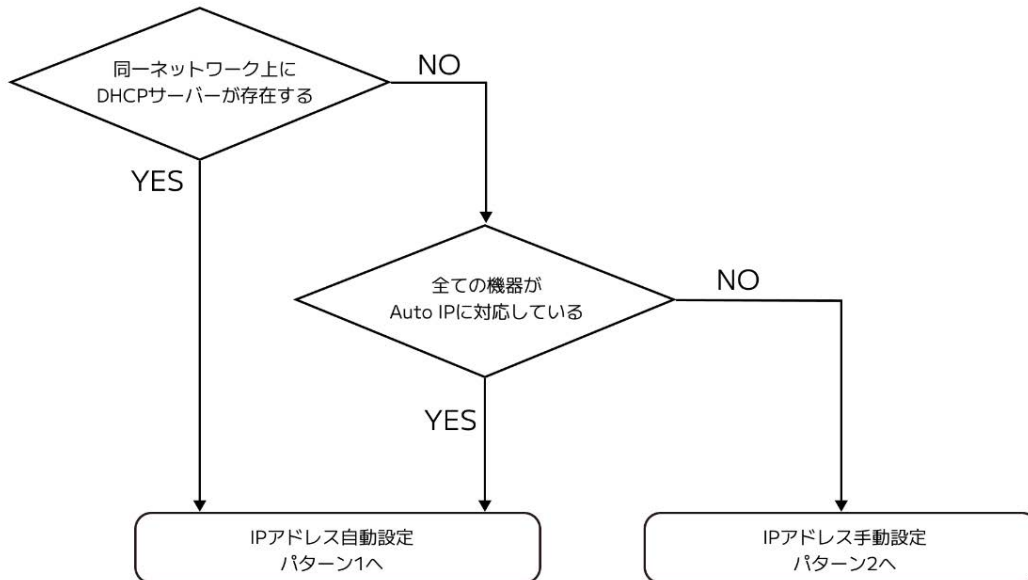 同一ネットワーク上に
DHCPサーバーが存在する
NO
YES
全ての機器が
Auto IPに対応している
NO
YES
IPアドレス自動設定
パターン1へ
IPアドレス手動設定
パターン2へ